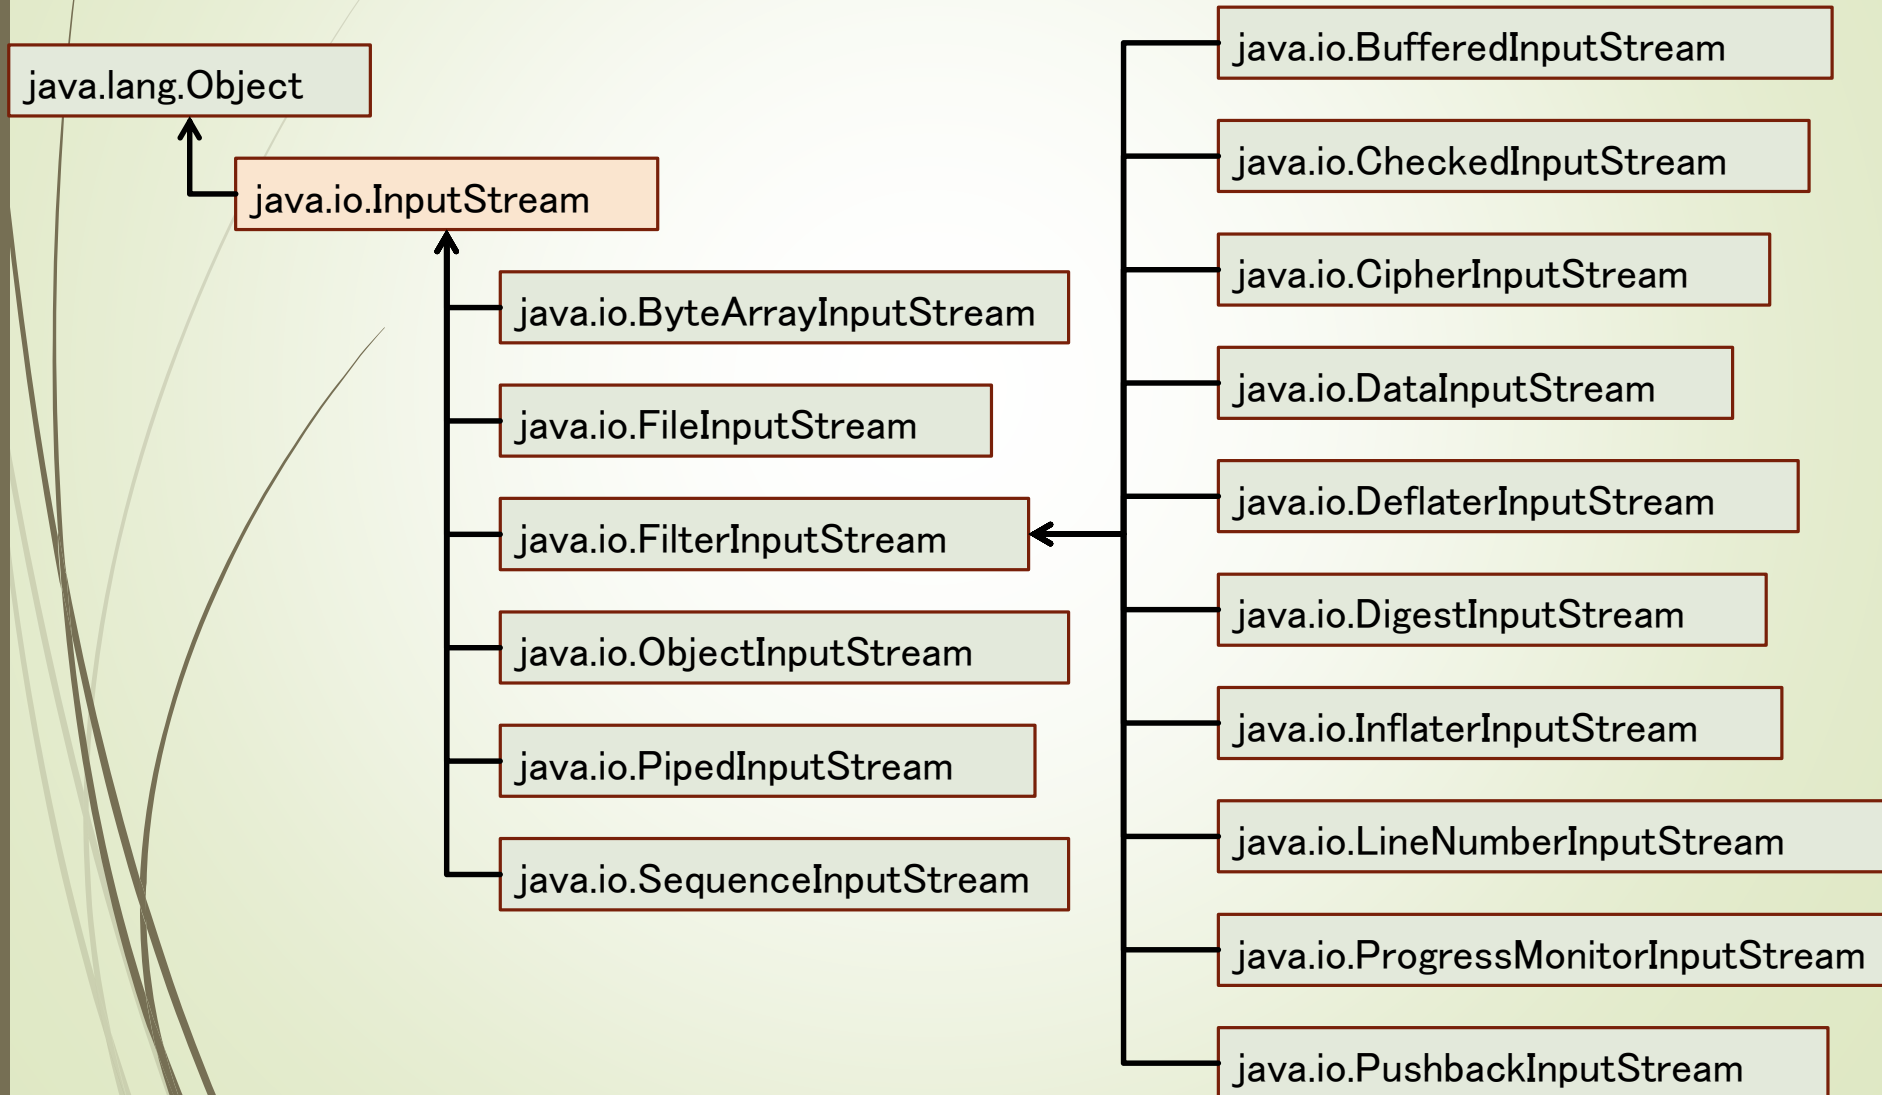 java.lang.Object
java.io.InputStream
java.io.ByteArrayInputStream
java.io.FileInputStream
java.io.FilterInputStream
java.io.ObjectInputStream
java.io.PipedInputStream
java.io.SequenceInputStream
java.io.BufferedInputStream
java.io.CheckedInputStream
java.io.CipherInputStream
java.io.DataInputStream
java.io.DeflaterInputStream
java.io.DigestInputStream
java.io.InflaterInputStream
java.io.LineNumberInputStream
java.io.ProgressMonitorInputStream
java.io.PushbackInputStream